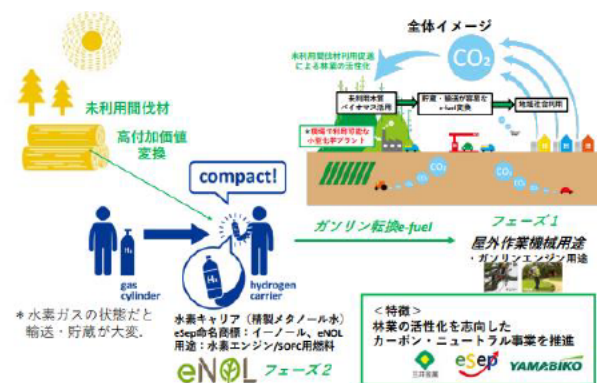 全体イメージ
未利用間伐材利用促進
による林業の活性化
CO₂
未利用木質
バイオマス活用
貯蔵・輸送が容易な
e-fuel変換
地域社会利用
*現場で利用可能な
小型化学プラント
CO₂
CO₂
未利用間伐材
高付加価値
変換
compact!
H₂
H₂
gas
cylinder
hydrogen
carrier
ガソリン転換e-fuel
フェーズ1
屋外作業機械用途
・ガソリンエンジン用途
*水素ガスの状態だと
輸送・貯蔵が大変.
水素キャリア（精製メタノール水）
eSep命名商標：イーノール、eNOL
用途：水素エンジン/SOFC用燃料
eNOL フェーズ2
＜特徴＞
林業の活性化を志向した
カーボン・ニュートラル事業を推進
三井金属
eSep
YAMABIKO